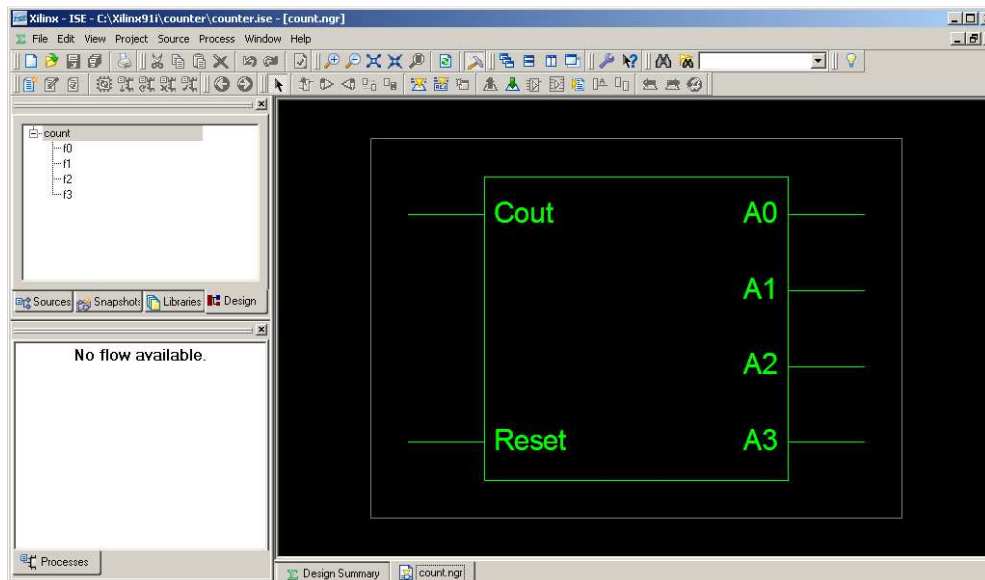 Xilinx - ISE - C:\Xilinx91i\counter\counter.ise - [count.ngr]
File Edit View Project Source Process Window Help
count
f0
f1
f2
f3
Sources Snapshots Libraries Design
No flow available.
Processes
Cout A0
A1
A2
Reset A3
Design Summary count.ngr